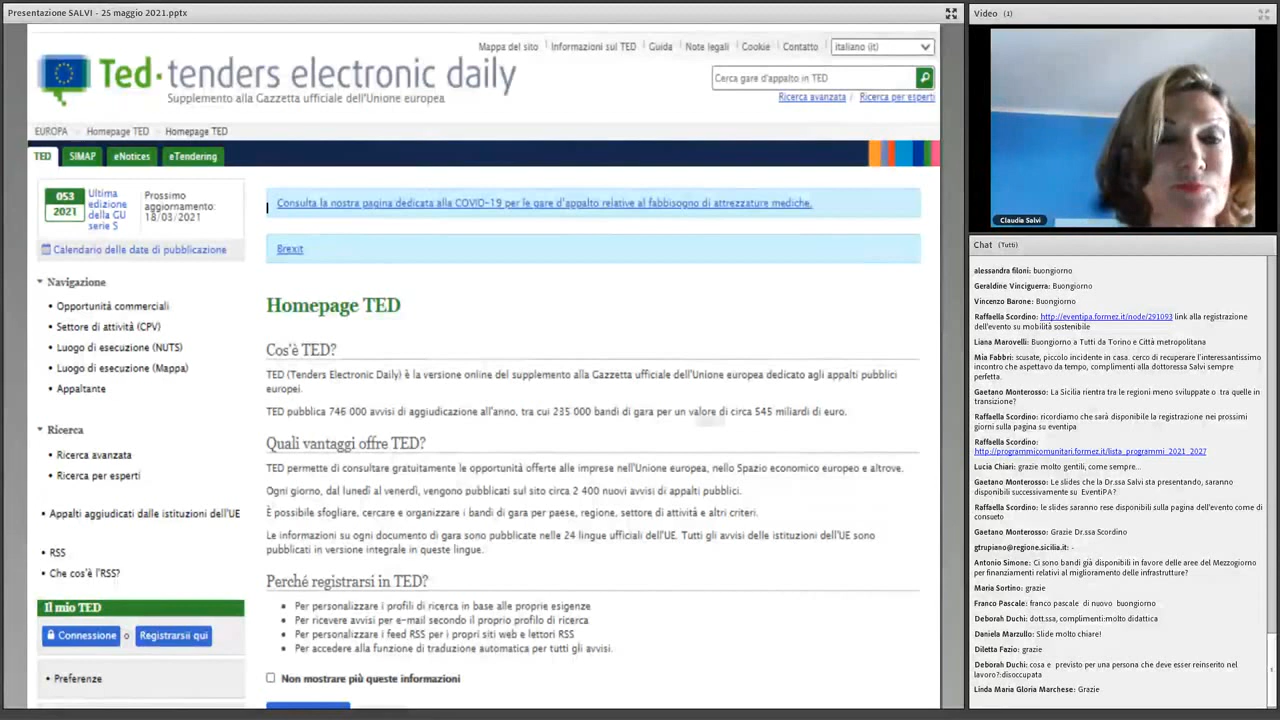 Presentazione SALVI - 25 maggio 2021.pptx
Mappa del sito
Informazioni sul TED
Guida
Note legali
Cookie
Contatto
italiano (it)
Ted · tenders electronic daily
Supplemento alla Gazzetta ufficiale dell'Unione europea
Cerca gare d'appalto in TED
Ricerca avanzata / Ricerca per esperti
EUROPA > Homepage TED > Homepage TED
TED
SIMAP
eNotices
eTendering
053
2021
Ultima
edizione
della GU
serie S
Prossimo
aggiornamento:
18/03/2021
Calendario delle date di pubblicazione
Navigazione
• Opportunità commerciali
• Settore di attività (CPV)
• Luogo di esecuzione (NUTS)
• Luogo di esecuzione (Mappa)
• Appaltante
Ricerca
• Ricerca avanzata
• Ricerca per esperti
• Appalti aggiudicati dalle istituzioni dell'UE
• RSS
• Che cos'è l'RSS?
Il mio TED
Connessione o Registrarsii qui
• Preferenze
Consulta la nostra pagina dedicata alla COVID-19 per le gare d'appalto relative al fabbisogno di attrezzature mediche.
Brexit
Homepage TED
Cos'è TED?
TED (Tenders Electronic Daily) è la versione online del supplemento alla Gazzetta ufficiale dell'Unione europea dedicato agli appalti pubblici
europei.
TED pubblica 746 000 avvisi di aggiudicazione all'anno, tra cui 235 000 bandi di gara per un valore di circa 545 miliardi di euro.
Quali vantaggi offre TED?
TED permette di consultare gratuitamente le opportunità offerte alle imprese nell'Unione europea, nello Spazio economico europeo e altrove.
Ogni giorno, dal lunedì al venerdì, vengono pubblicati sul sito circa 2 400 nuovi avvisi di appalti pubblici.
È possibile sfogliare, cercare e organizzare i bandi di gara per paese, regione, settore di attività e altri criteri.
Le informazioni su ogni documento di gara sono pubblicate nelle 24 lingue ufficiali dell'UE. Tutti gli avvisi delle istituzioni dell'UE sono
pubblicati in versione integrale in queste lingue.
Perché registrarsi in TED?
• Per personalizzare i profili di ricerca in base alle proprie esigenze
• Per ricevere avvisi per e-mail secondo il proprio profilo di ricerca
• Per personalizzare i feed RSS per i propri siti web e lettori RSS
• Per accedere alla funzione di traduzione automatica per tutti gli avvisi.
Non mostrare più queste informazioni
Video (1)
Claudia Salvi
Chat (Tutti)
alessandra filoni: buongiorno
Geraldine Vinciguerra: Buongiorno
Vincenzo Barone: Buongiorno
Raffaella Scordino: http://eventipa.formez.it/node/291093 link alla registrazione
dell'evento su mobilità sostenibile
Liana Marovelli: Buongiorno a Tutti da Torino e Città metropolitana
Mia Fabbri: scusate, piccolo incidente in casa. cerco di recuperare l'interessantissimo
incontro che aspettavo da tempo, complimenti alla dottoressa Salvi sempre
perfetta.
Gaetano Monterosso: La Sicilia rientra tra le regioni meno sviluppate o tra quelle in
transizione?
Raffaella Scordino: ricordiamo che sarà disponibile la registrazione nei prossimi
giorni sulla pagina su eventipa
Raffaella Scordino:
http://programmicomunitari.formez.it/lista_programmi_2021_2027
Lucia Chiari: grazie molto gentili, come sempre...
Gaetano Monterosso: Le slides che la Dr.ssa Salvi sta presentando, saranno
disponibili successivamente su EventiPA?
Raffaella Scordino: le slides saranno rese disponibili sulla pagina dell'evento come di
consueto
Gaetano Monterosso: Grazie Dr.ssa Scordino
gtrupiano@regione.sicilia.it: -
Antonio Simone: Ci sono bandi già disponibili in favore delle aree del Mezzogiorno
per finanziamenti relativi al miglioramento delle infrastrutture?
Maria Sortino: grazie
Franco Pascale: franco pascale di nuovo buongiorno
Deborah Duchi: dott.ssa, complimenti:molto didattica
Daniela Marzullo: Slide molto chiare!
Diletta Fazio: grazie
Deborah Duchi: cosa e previsto per una persona che deve esser reinserito nel
lavoro?:disoccupata
Linda Maria Gloria Marchese: Grazie